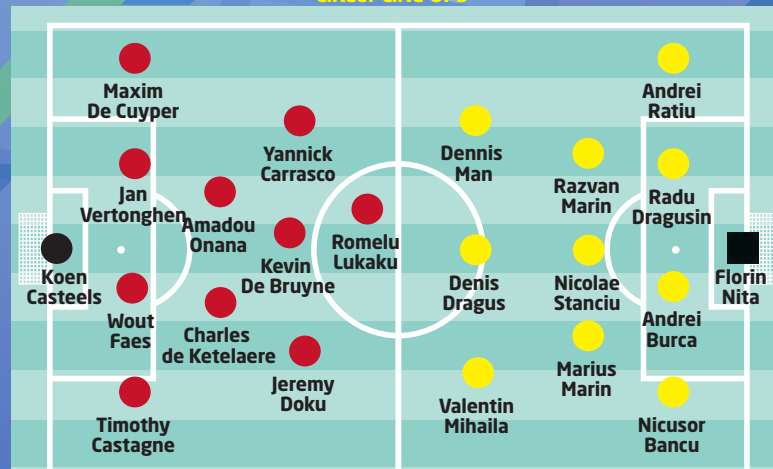 Maxim
De Cuyper
Jan
Vertonghen
Koen
Casteels
Wout
Faes
Timothy
Castagne
Amadou
Onana
Charles
de Ketelaere
Yannick
Carrasco
Kevin
De Bruyne
Jeremy
Doku
Romelu
Lukaku
Dennis
Man
Denis
Dragus
Valentin
Mihaila
Razvan
Marin
Nicolae
Stanciu
Marius
Marin
Andrei
Ratiu
Radu
Dragusin
Andrei
Burca
Nicusor
Bancu
Florin
Nita